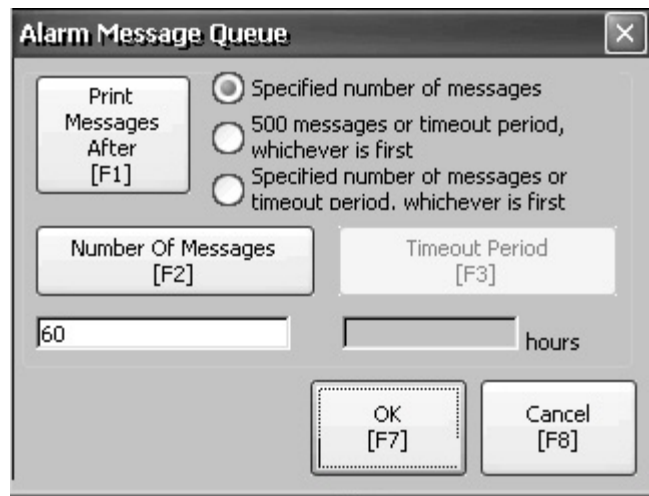 Alarm Message Queue
Print
Messages
After
[F1]
Specified number of messages
500 messages or timeout period,
whichever is first
Specified number of messages or
timeout period, whichever is first
Number Of Messages
[F2]
Timeout Period
[F3]
60
hours
OK
[F7]
Cancel
[F8]